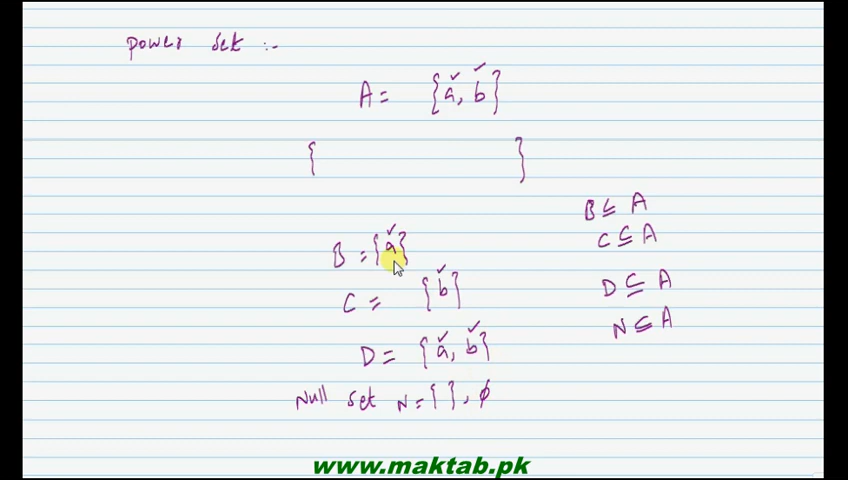 power set :-
A = {a, b}
{ }
B = {a}
C = {b}
D = {a, b}
Null set N = { }, φ
B ⊆ A
C ⊆ A
D ⊆ A
N ⊆ A
www.maktab.pk